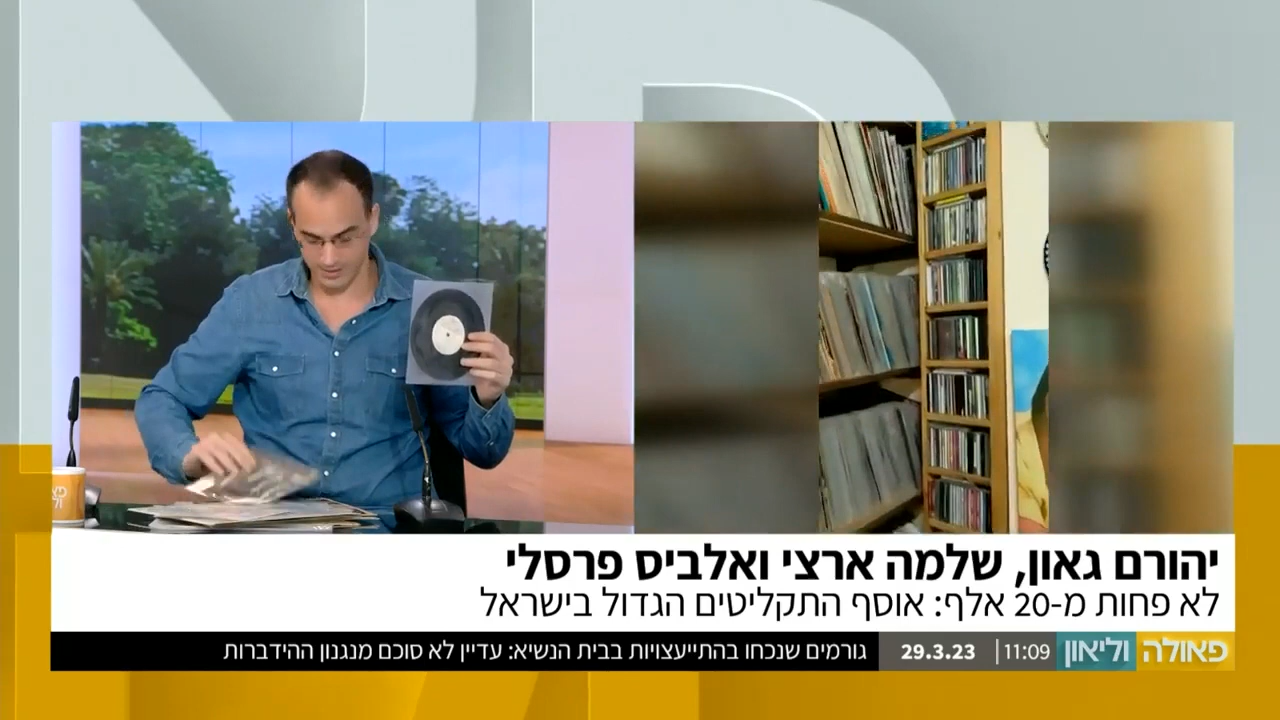 יהורם גאון, שלמה ארצי ואלביס פרסלי
לא פחות מ-20 אלף: אוסף התקליטים הגדול בישראל
פאולה וליאון 11:09 29.3.23 גורמים שנכחו בהתייעצויות בבית הנשיא: עדיין לא סוכם מנגנון ההידברות